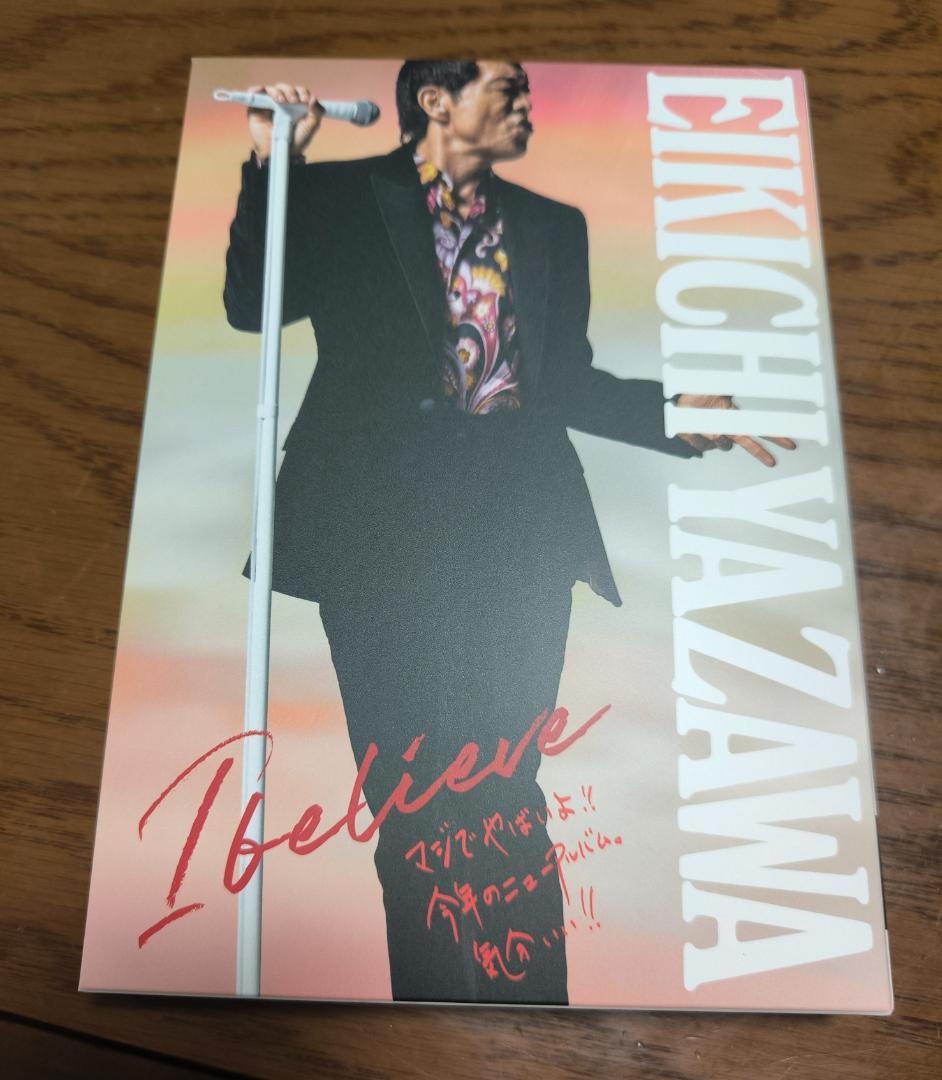 EIKICHI YAZAWA
I believe
マジでやばいよ!!
今年のニューアルバム。
気分いい!!